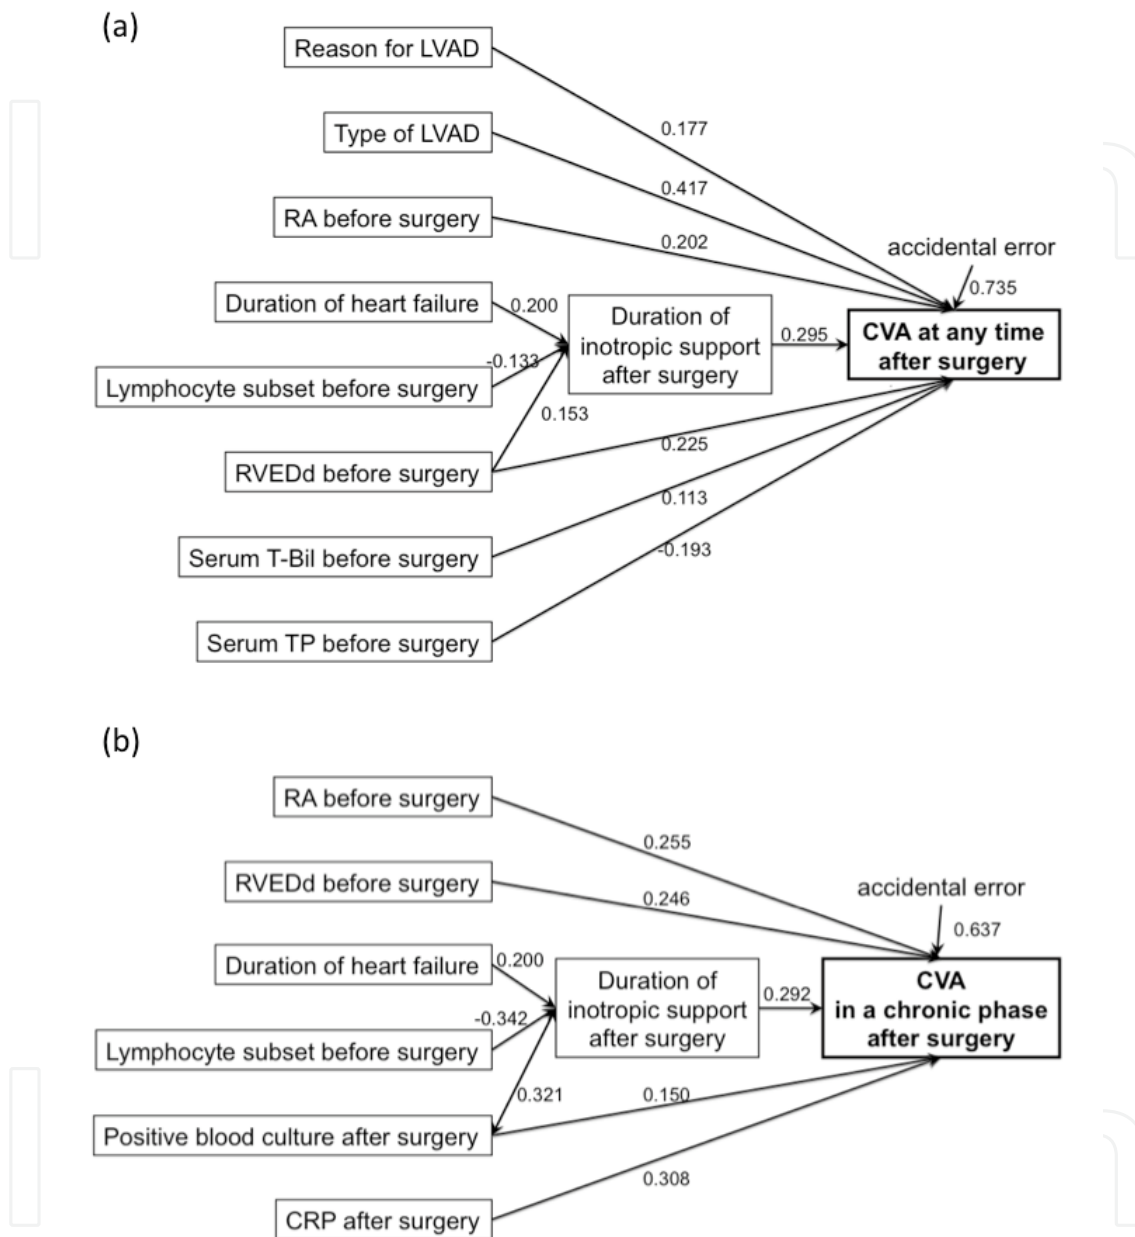 (a)
Reason for LVAD
0.177
Type of LVAD
0.417
RA before surgery
0.202
accidental error
0.735
Duration of heart failure
0.200
Duration of
inotropic support
after surgery
0.295
CVA at any time
after surgery
-0.133
Lymphocyte subset before surgery
0.153
RVEDd before surgery
0.225
0.113
Serum T-Bil before surgery
-0.193
Serum TP before surgery
(b)
RA before surgery
0.255
RVEDd before surgery
0.246
accidental error
0.637
Duration of heart failure
0.200
Duration of
inotropic support
after surgery
0.292
CVA
in a chronic phase
after surgery
-0.342
Lymphocyte subset before surgery
0.321
0.150
Positive blood culture after surgery
0.308
CRP after surgery